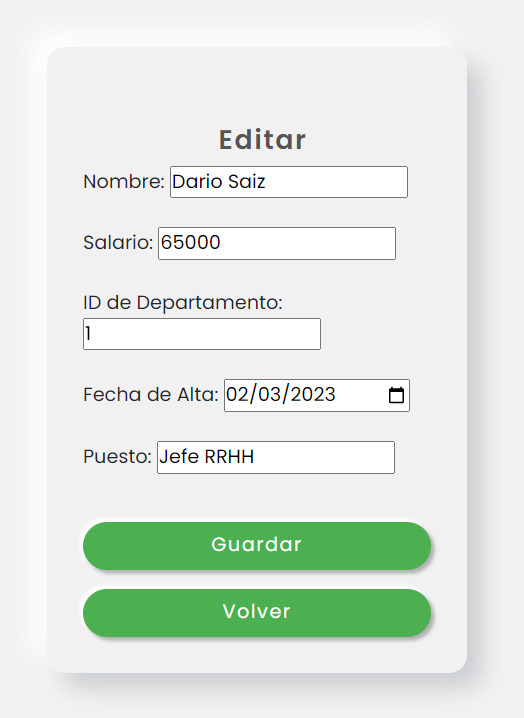 Editar
Nombre: Dario Saiz
Salario: 65000
ID de Departamento:
1
Fecha de Alta: 02/03/2023
Puesto: Jefe RRHH
Guardar
Volver